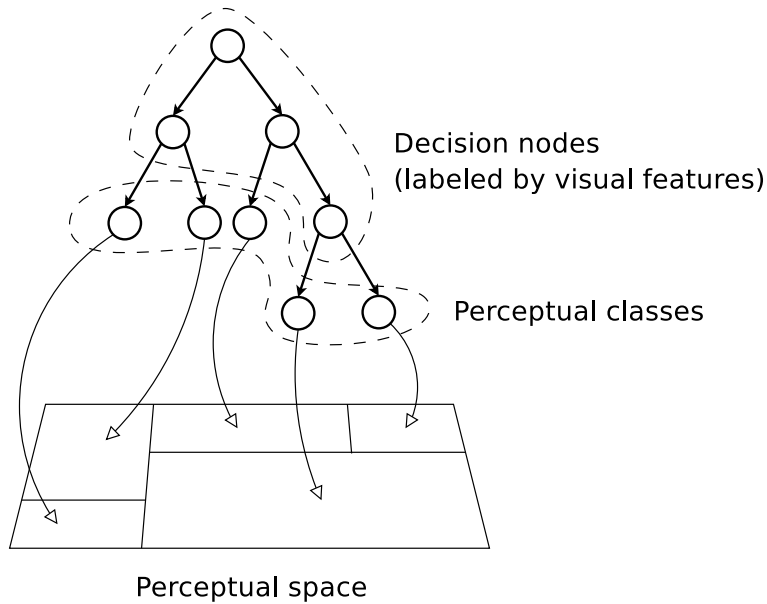 Decision nodes
(labeled by visual features)
Perceptual classes
Perceptual space